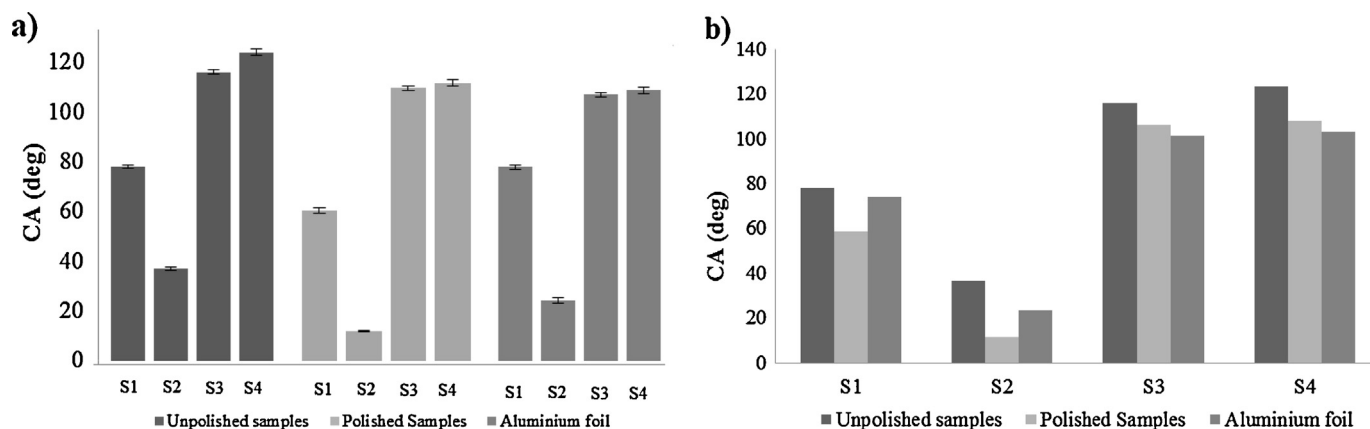 a)
CA (deg)
120
100
80
60
40
20
0
S1 S2 S3 S4 S1 S2 S3 S4 S1 S2 S3 S4
Unpolished samples Polished Samples Aluminium foil
b)
CA (deg)
140
120
100
80
60
40
20
0
S1 S2 S3 S4
Unpolished samples Polished Samples Aluminium foil